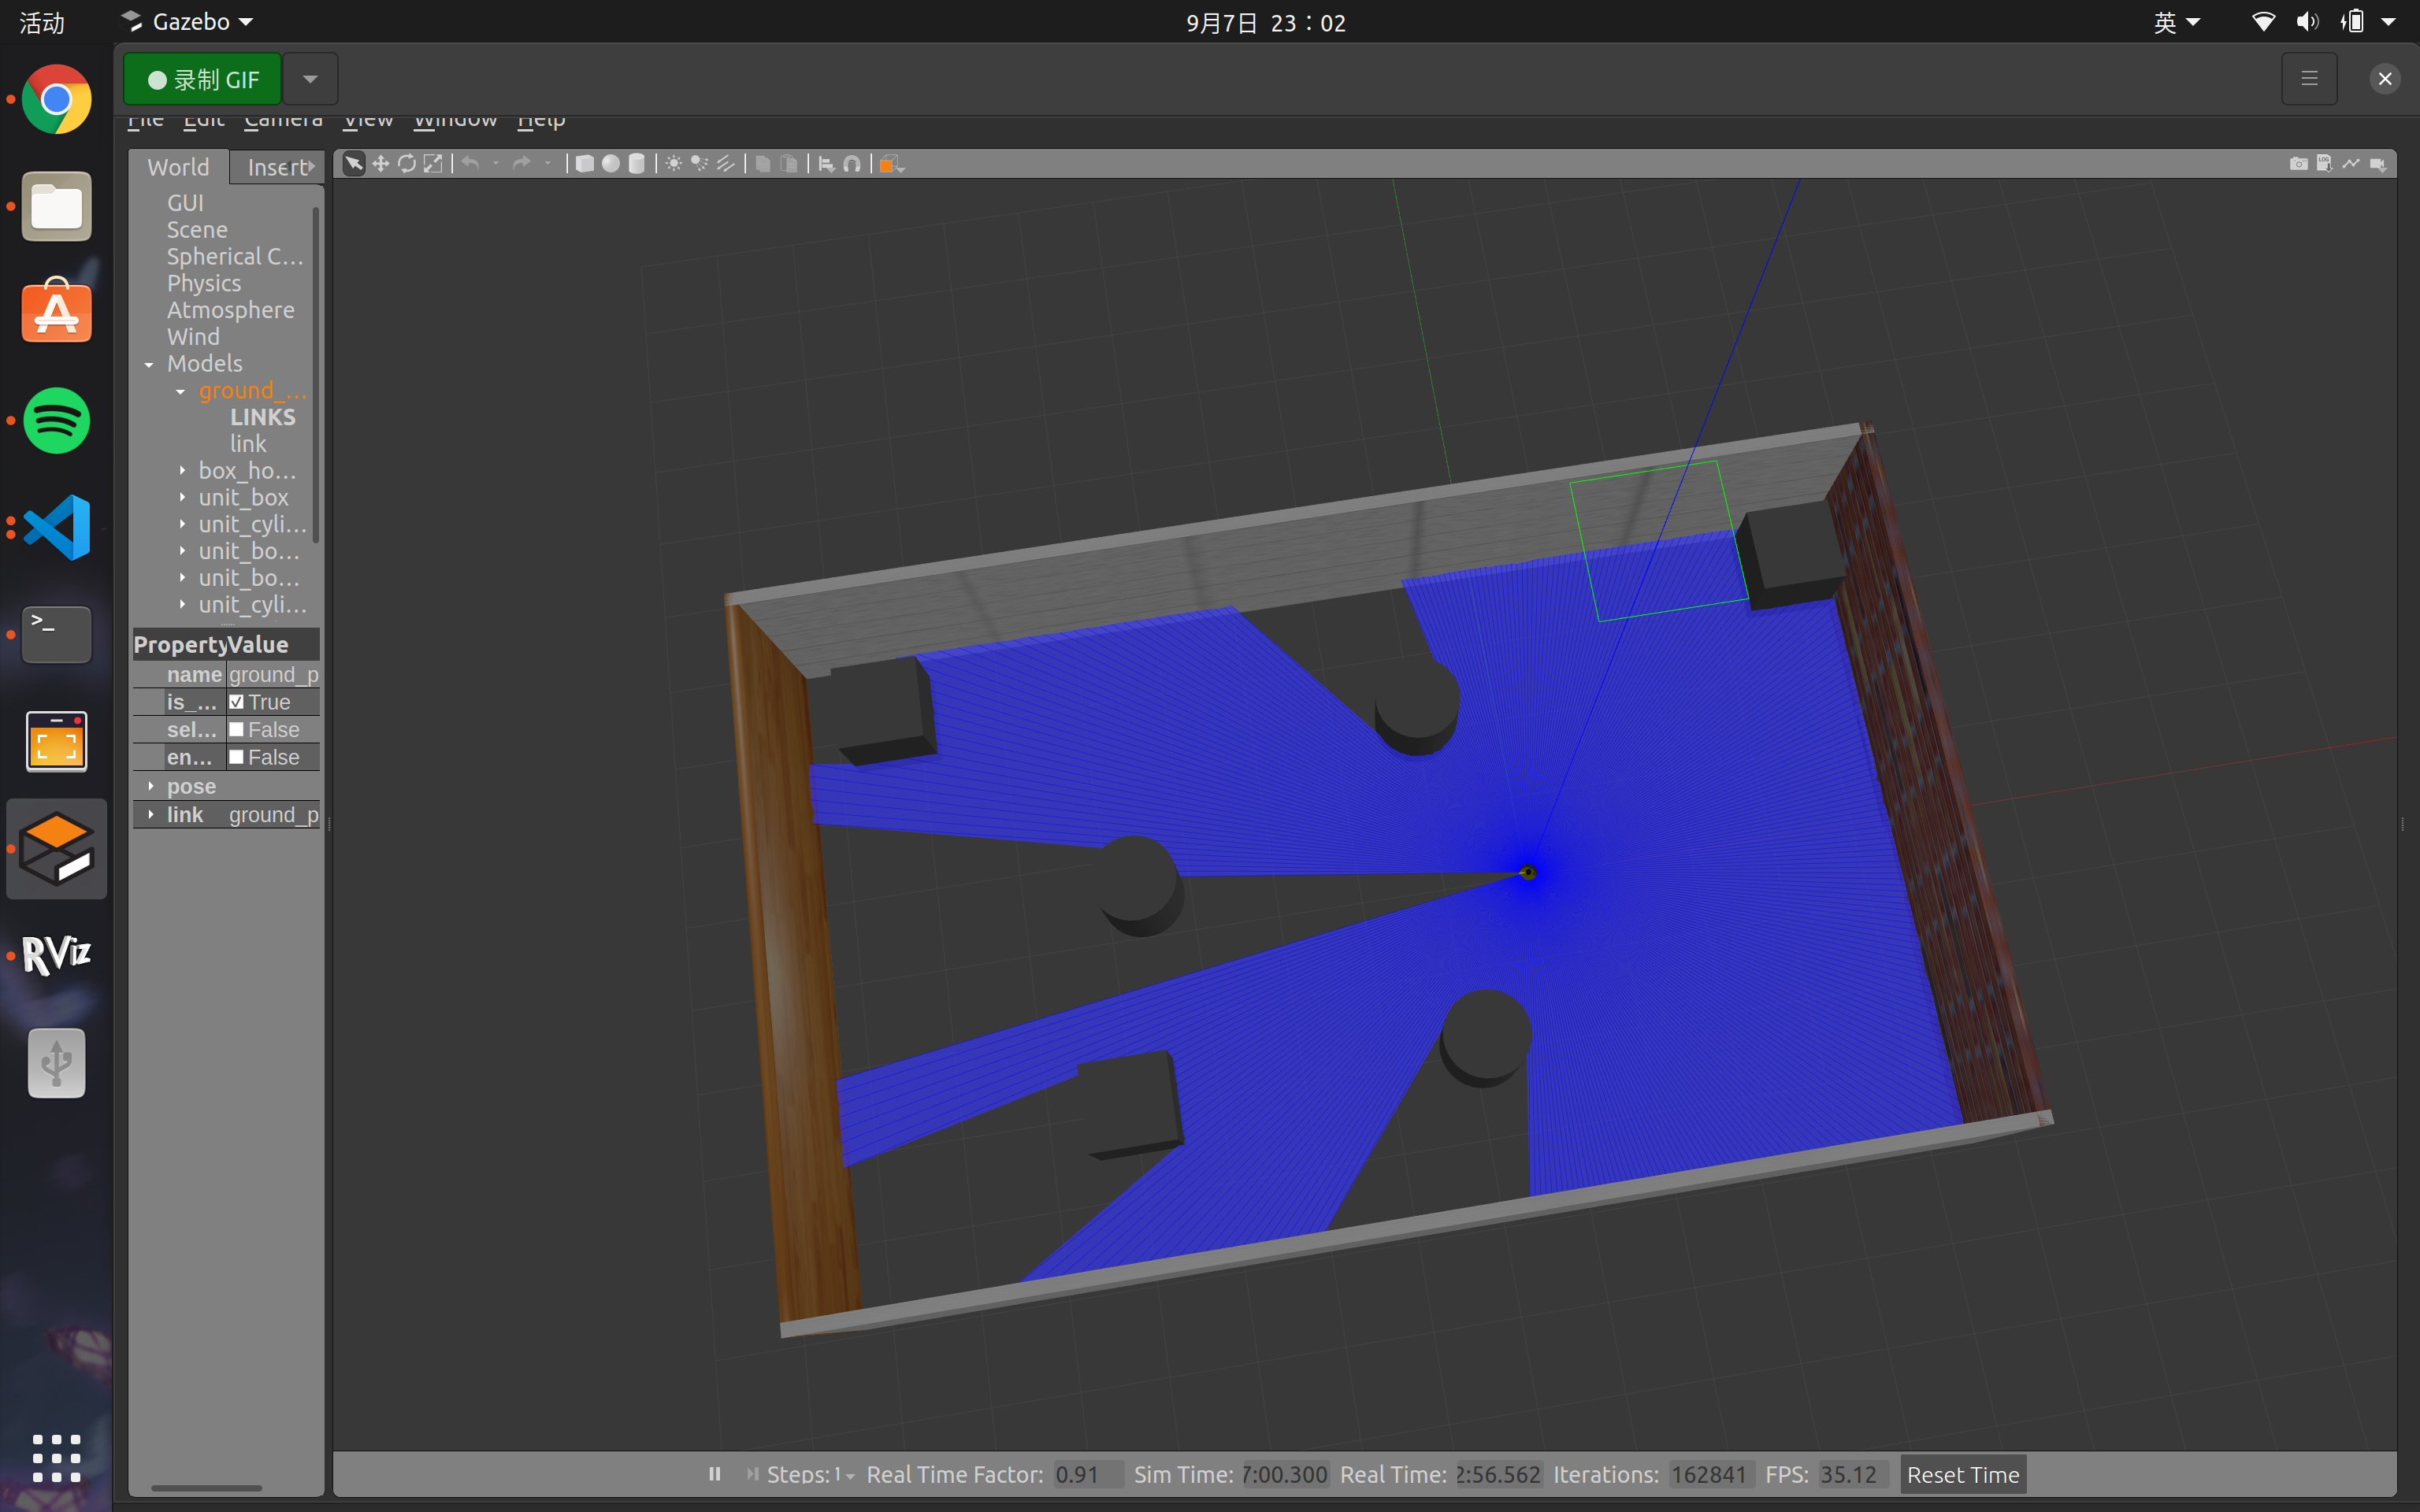 活动
Gazebo
9月7日 23：02
英
录制 GIF
File Edit Camera View Window Help
World Insert
GUI
Scene
Spherical C…
Physics
Atmosphere
Wind
Models
ground_…
LINKS
link
box_ho…
unit_box
unit_cyli…
unit_bo…
unit_bo…
unit_cyli…
Property Value
name ground_p
is_… True
sel… False
en… False
pose
link ground_p
>_
RViz
LOG
Steps: 1 Real Time Factor: 0.91 Sim Time: 7:00.300 Real Time: 2:56.562 Iterations: 162841 FPS: 35.12 Reset Time